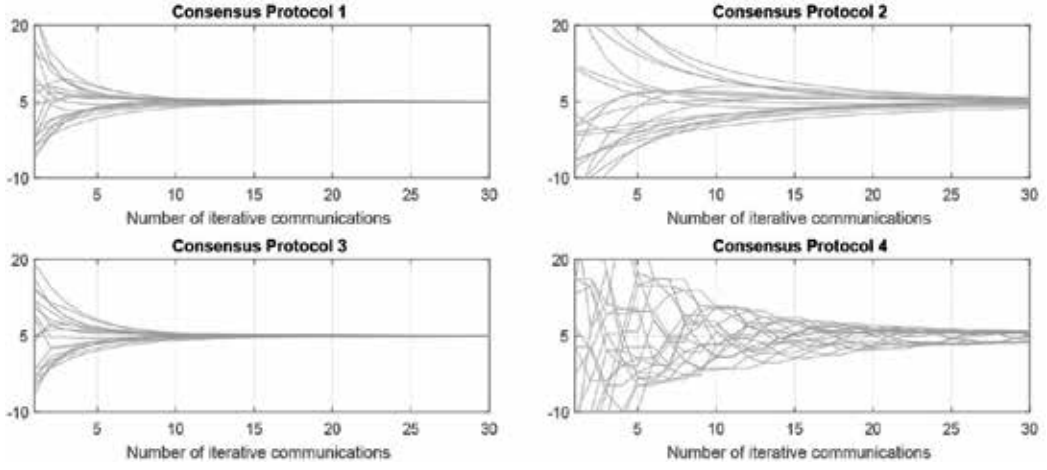 Consensus Protocol 1
20
5
-10
5 10 15 20 25 30
Number of iterative communications
Consensus Protocol 2
20
5
-10
5 10 15 20 25 30
Number of iterative communications
Consensus Protocol 3
20
5
-10
5 10 15 20 25 30
Number of iterative communications
Consensus Protocol 4
20
5
-10
5 10 15 20 25 30
Number of iterative communications